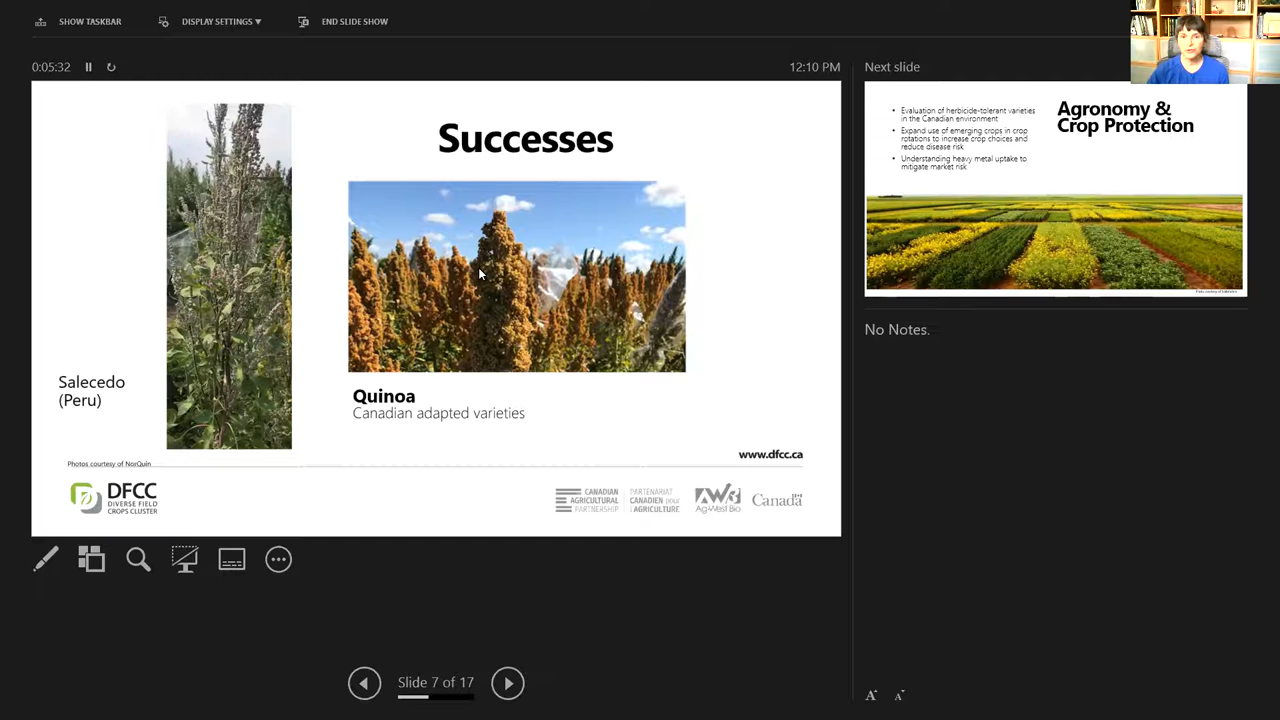 SHOW TASKBAR
DISPLAY SETTINGS ▼
END SLIDE SHOW
0:05:32
12:10 PM
Successes
Salecedo
(Peru)
Quinoa
Canadian adapted varieties
www.dfcc.ca
Photos courtesy of NorQuin
DFCC
DIVERSE FIELD
CROPS CLUSTER
CANADIAN
AGRICULTURAL
PARTNERSHIP
PARTENARIAT
CANADIEN pour
L'AGRICULTURE
Ag-West Bio
Canada
Slide 7 of 17
Next slide
• Evaluation of herbicide-tolerant varieties
in the Canadian environment
• Expand use of emerging crops in crop
rotations to increase crop choices and
reduce disease risk
• Understanding heavy metal uptake to
mitigate market risk
Agronomy &
Crop Protection
No Notes.
A
A